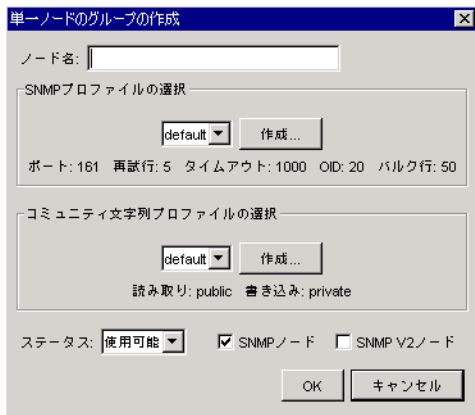 単一ノードのグループの作成
ノード名:
SNMPプロファイルの選択
default 作成...
ポート: 161 再試行: 5 タイムアウト: 1000 OID: 20 バルク行: 50
コミュニティ文字列プロファイルの選択
default 作成...
読み取り: public 書き込み: private
ステータス: 使用可能 SNMPノード SNMP V2ノード
OK キャンセル